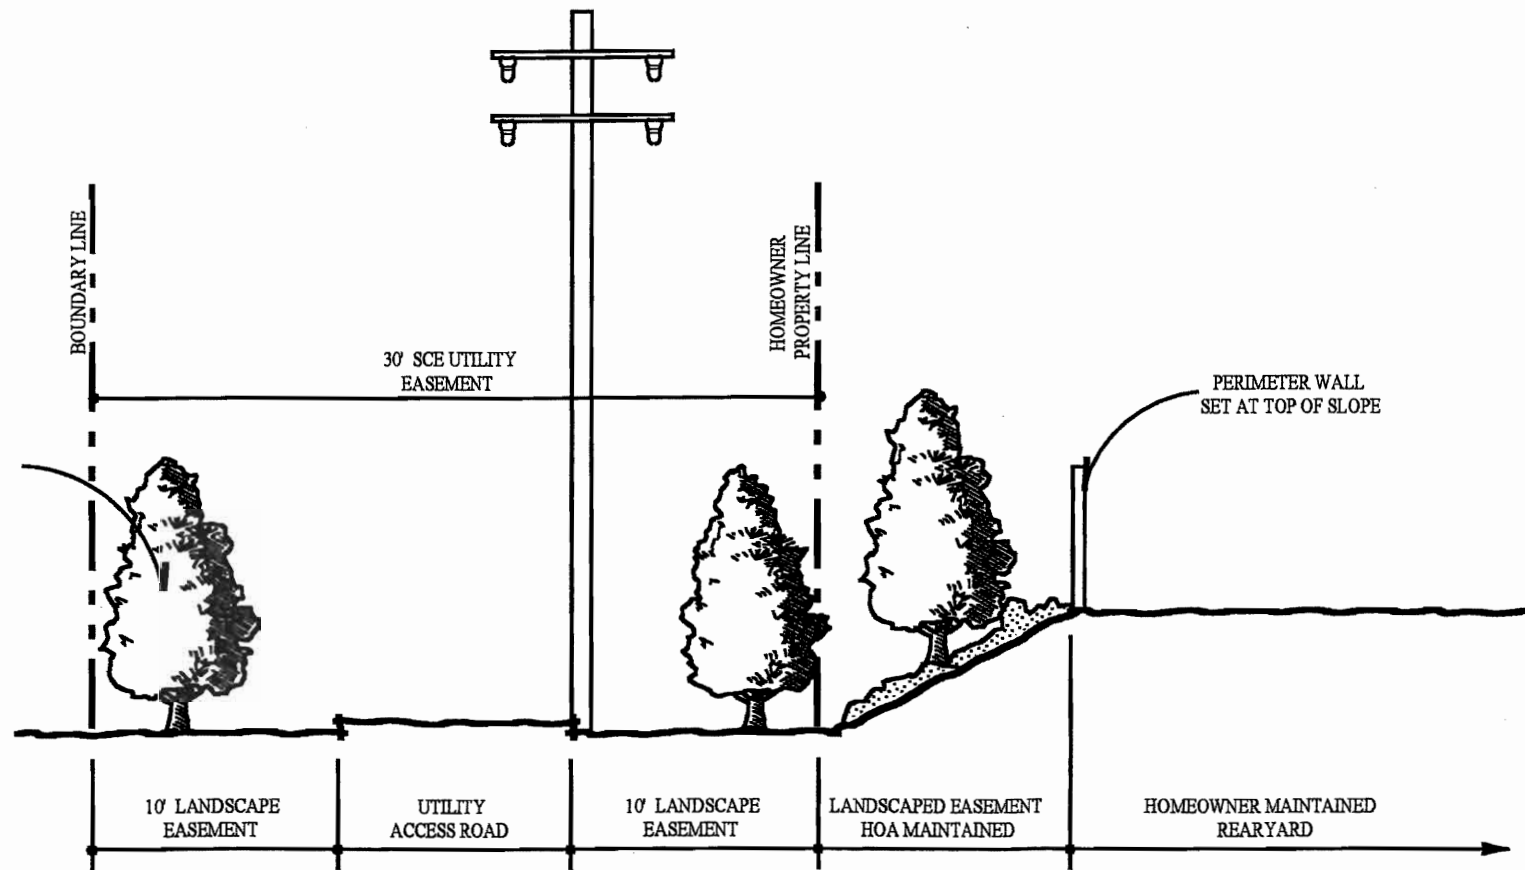 BOUNDARY LINE
HOMEOWNER
PROPERTY LINE
30' SCE UTILITY
EASEMENT
PERIMETER WALL
SET AT TOP OF SLOPE
10' LANDSCAPE
EASEMENT
UTILITY
ACCESS ROAD
10' LANDSCAPE
EASEMENT
LANDSCAPED EASEMENT
HOA MAINTAINED
HOMEOWNER MAINTAINED
REARYARD